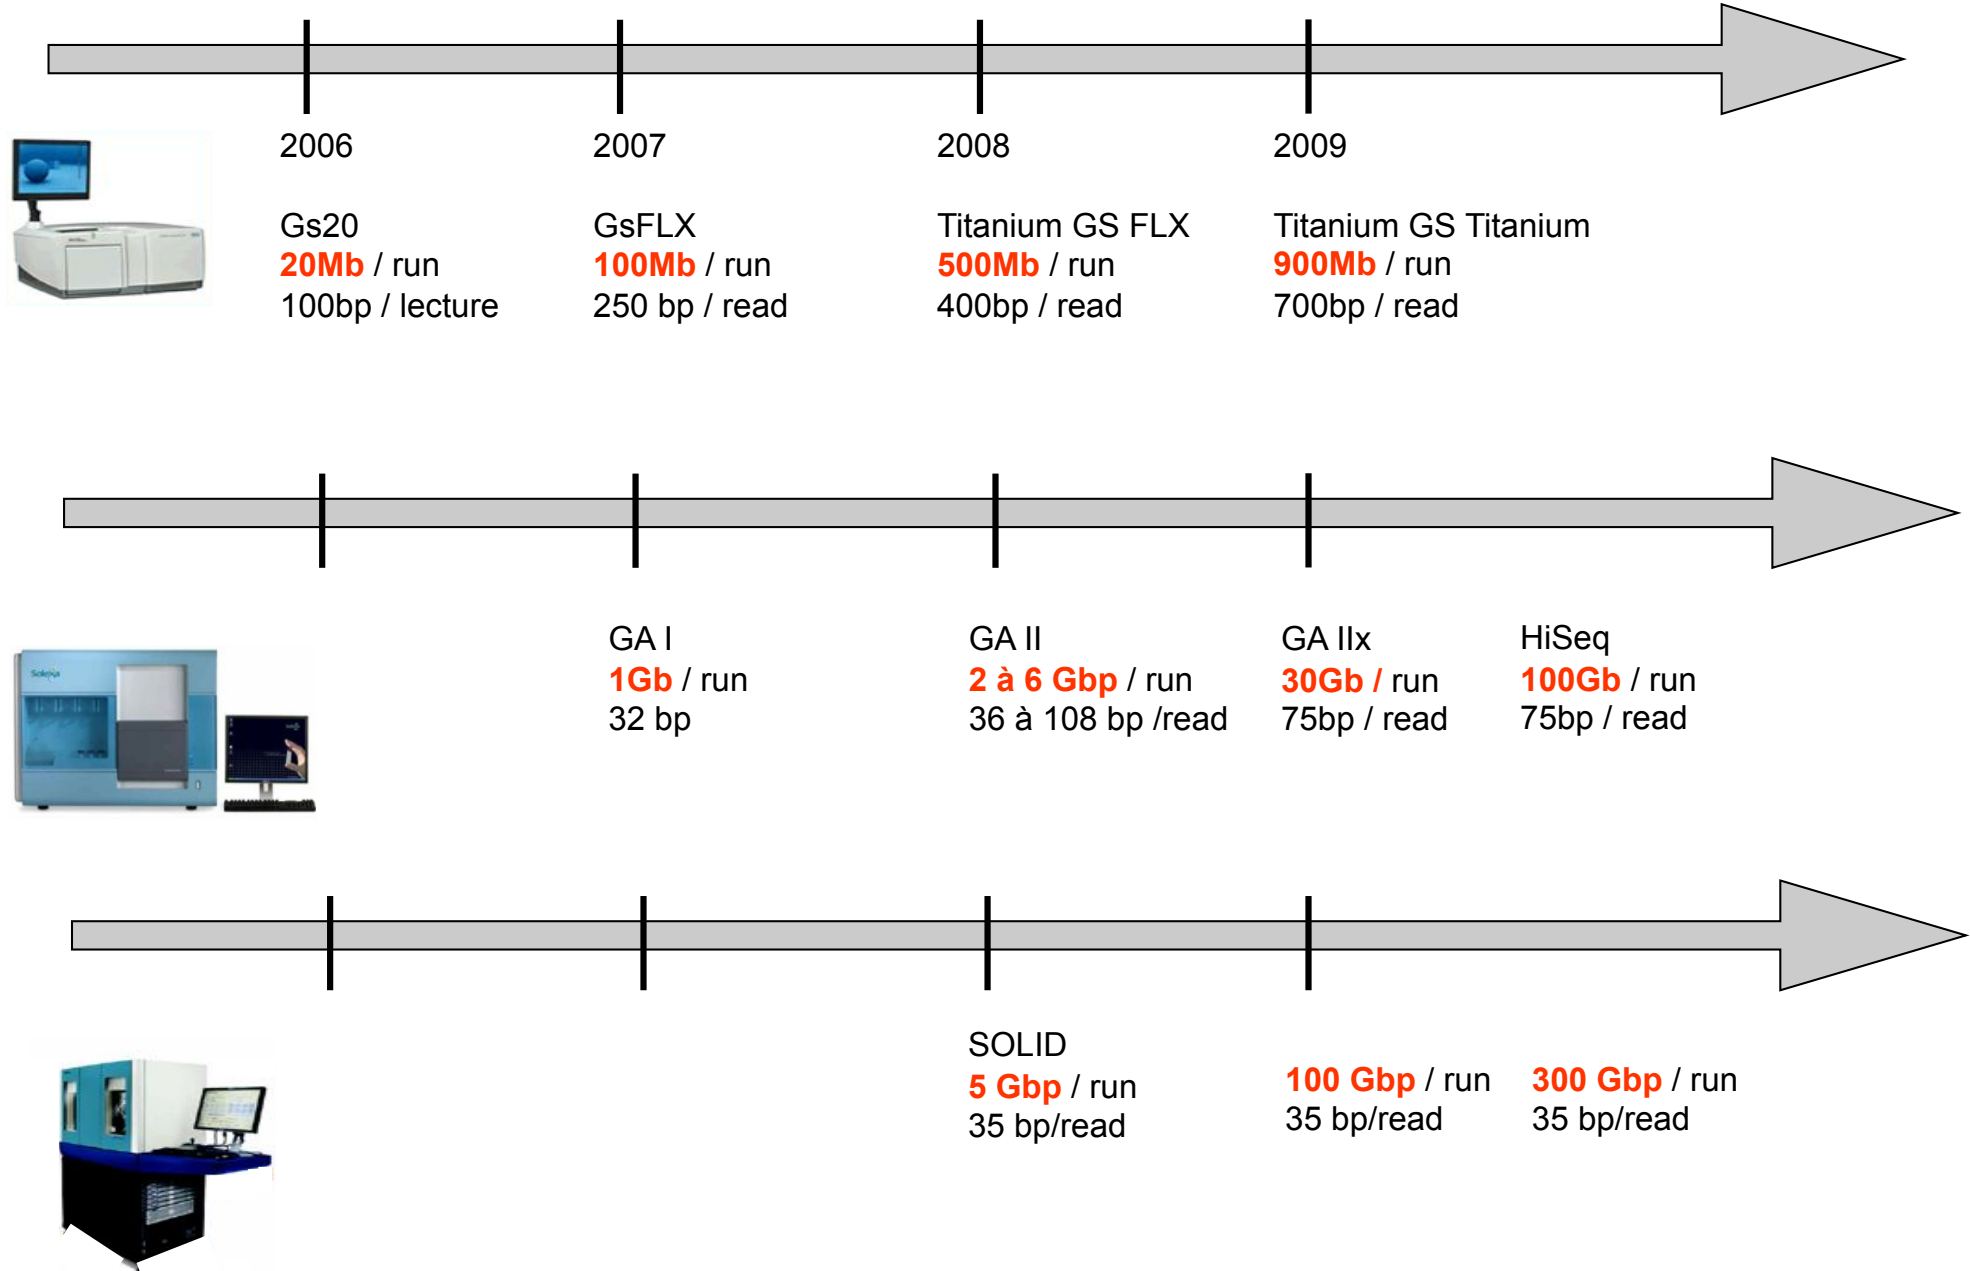 2006
2007
2008
2009
Gs20
20Mb / run
100bp / lecture
GsFLX
100Mb / run
250 bp / read
Titanium GS FLX
500Mb / run
400bp / read
Titanium GS Titanium
900Mb / run
700bp / read
Solexa
GA I
1Gb / run
32 bp
GA II
2 à 6 Gbp / run
36 à 108 bp /read
GA IIx
30Gb / run
75bp / read
HiSeq
100Gb / run
75bp / read
SOLID
5 Gbp / run
35 bp/read
100 Gbp / run
35 bp/read
300 Gbp / run
35 bp/read